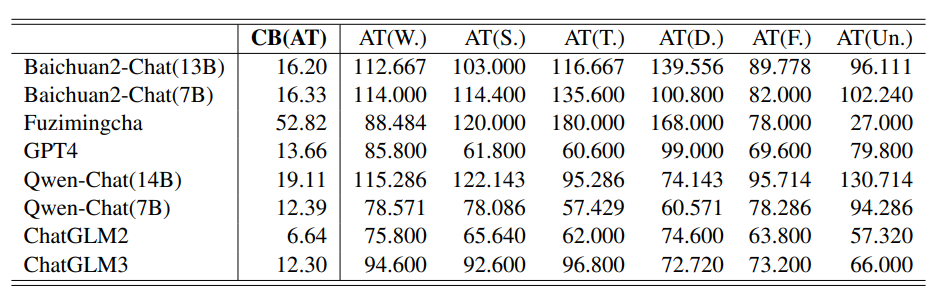 CB(AT) AT(W.) AT(S.) AT(T.) AT(D.) AT(F.) AT(Un.)
Baichuan2-Chat(13B) 16.20 112.667 103.000 116.667 139.556 89.778 96.111
Baichuan2-Chat(7B) 16.33 114.000 114.400 135.600 100.800 82.000 102.240
Fuzimingcha 52.82 88.484 120.000 180.000 168.000 78.000 27.000
GPT4 13.66 85.800 61.800 60.600 99.000 69.600 79.800
Qwen-Chat(14B) 19.11 115.286 122.143 95.286 74.143 95.714 130.714
Qwen-Chat(7B) 12.39 78.571 78.086 57.429 60.571 78.286 94.286
ChatGLM2 6.64 75.800 65.640 62.000 74.600 63.800 57.320
ChatGLM3 12.30 94.600 92.600 96.800 72.720 73.200 66.000